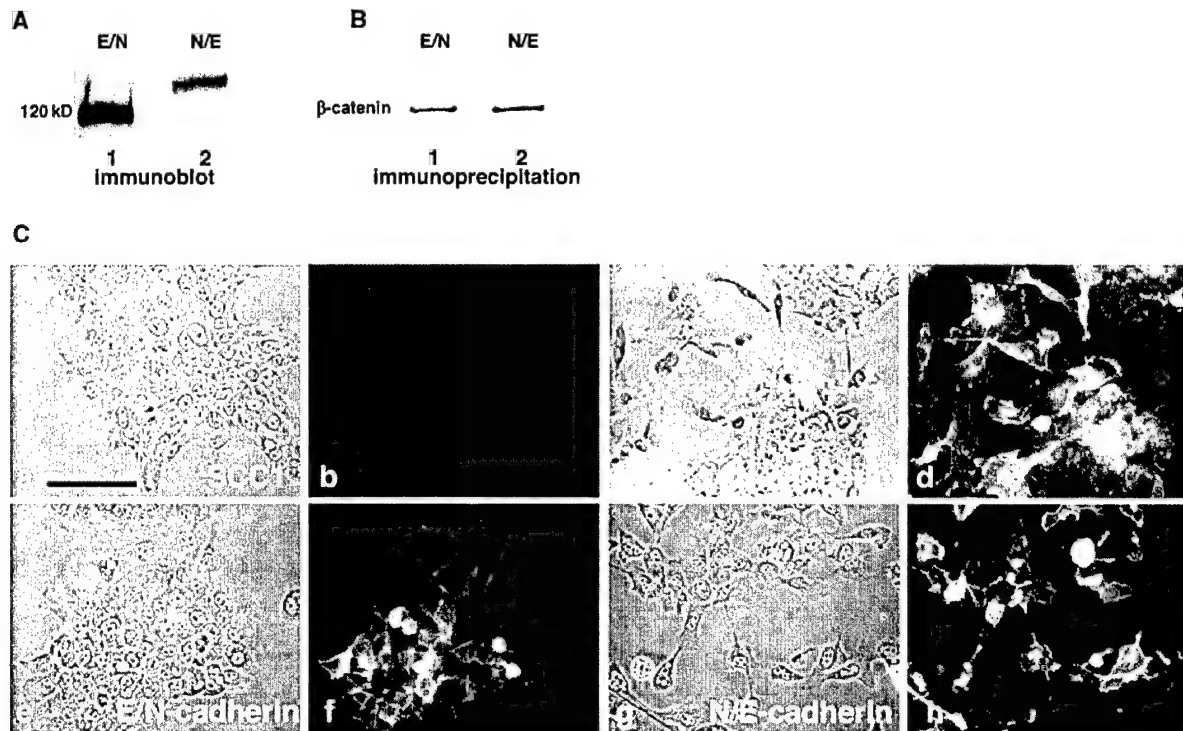 A
B
E/N N/E
E/N N/E
120 kD
β-catenin
1 2
1 2
immunoblot
immunoprecipitation
C
b
d
E/N-cadherin
f
g N/E-cadherin
h